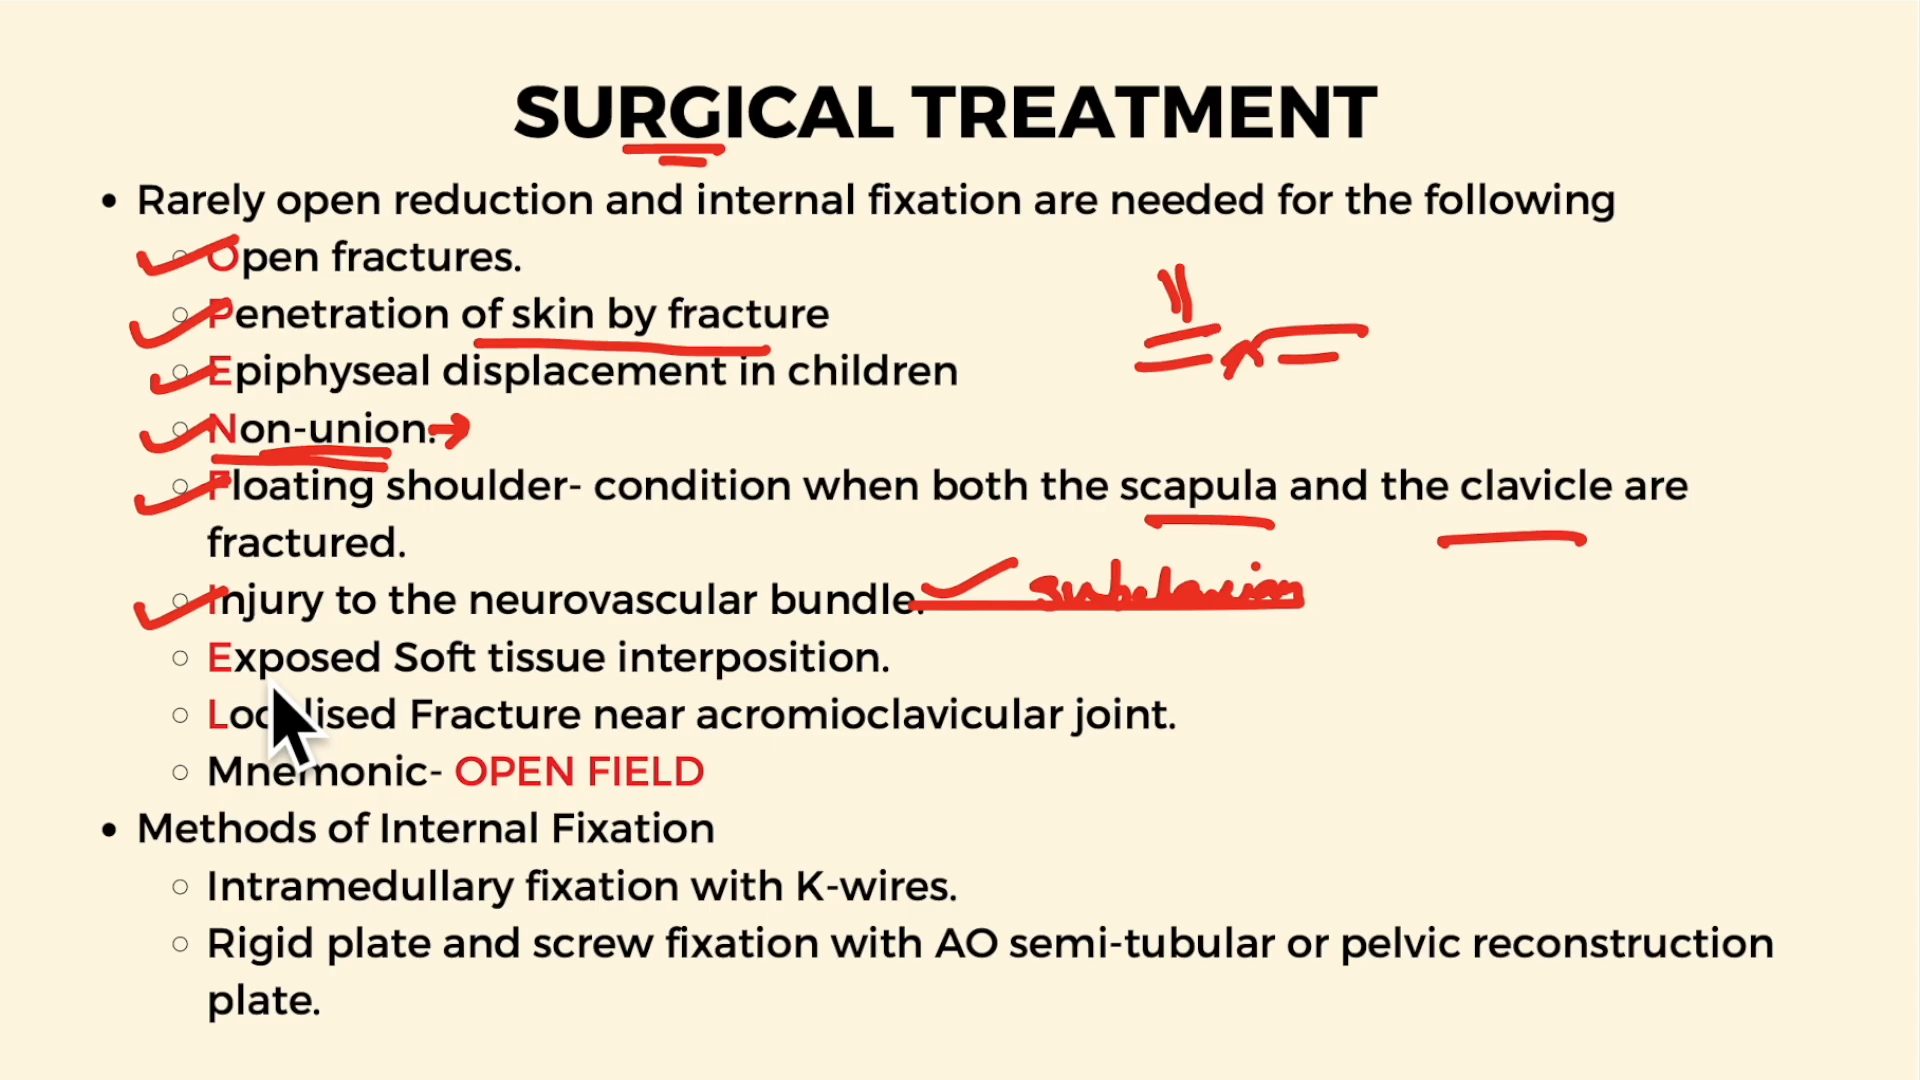 SURGICAL TREATMENT
• Rarely open reduction and internal fixation are needed for the following
○ Open fractures.
○ Penetration of skin by fracture
○ Epiphyseal displacement in children
○ Non-union.
○ Floating shoulder- condition when both the scapula and the clavicle are
fractured.
○ Injury to the neurovascular bundle. subclavian
○ Exposed Soft tissue interposition.
○ Localised Fracture near acromioclavicular joint.
○ Mnemonic- OPEN FIELD
• Methods of Internal Fixation
○ Intramedullary fixation with K-wires.
○ Rigid plate and screw fixation with AO semi-tubular or pelvic reconstruction
plate.